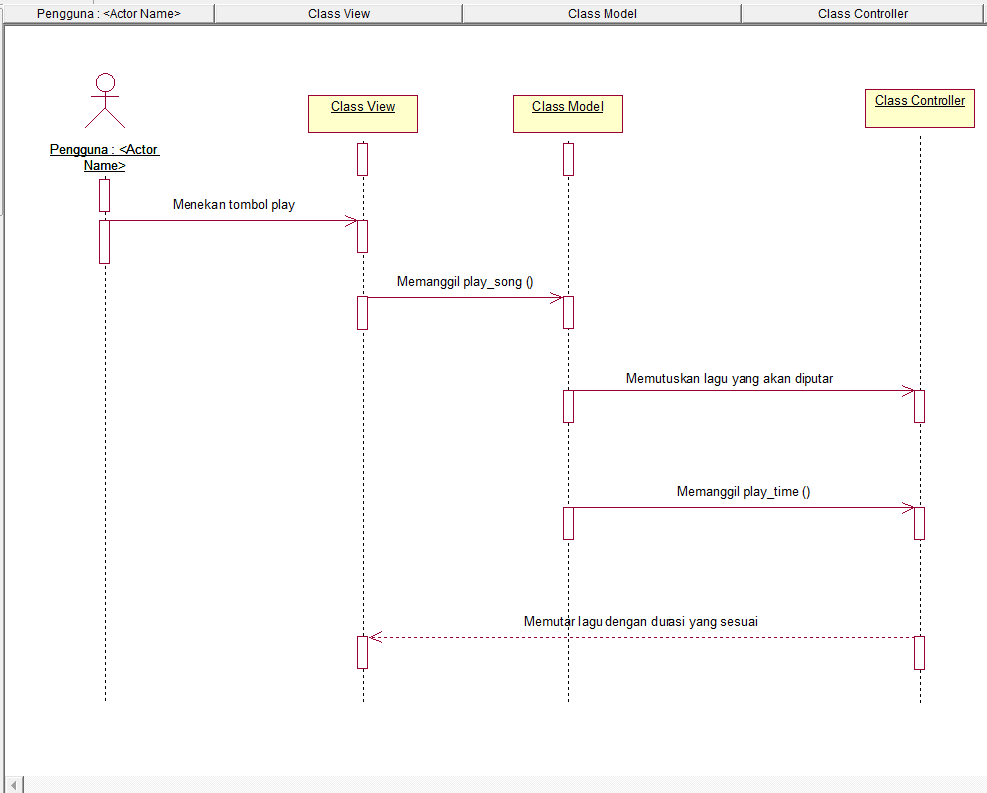 Pengguna : <Actor Name>
Class View
Class Model
Class Controller
Class View
Class Model
Class Controller
Pengguna : <Actor
Name>
Menekan tombol play
Memanggil play_song ()
Memutuskan lagu yang akan diputar
Memanggil play_time ()
Memutar lagu dengan durasi yang sesuai